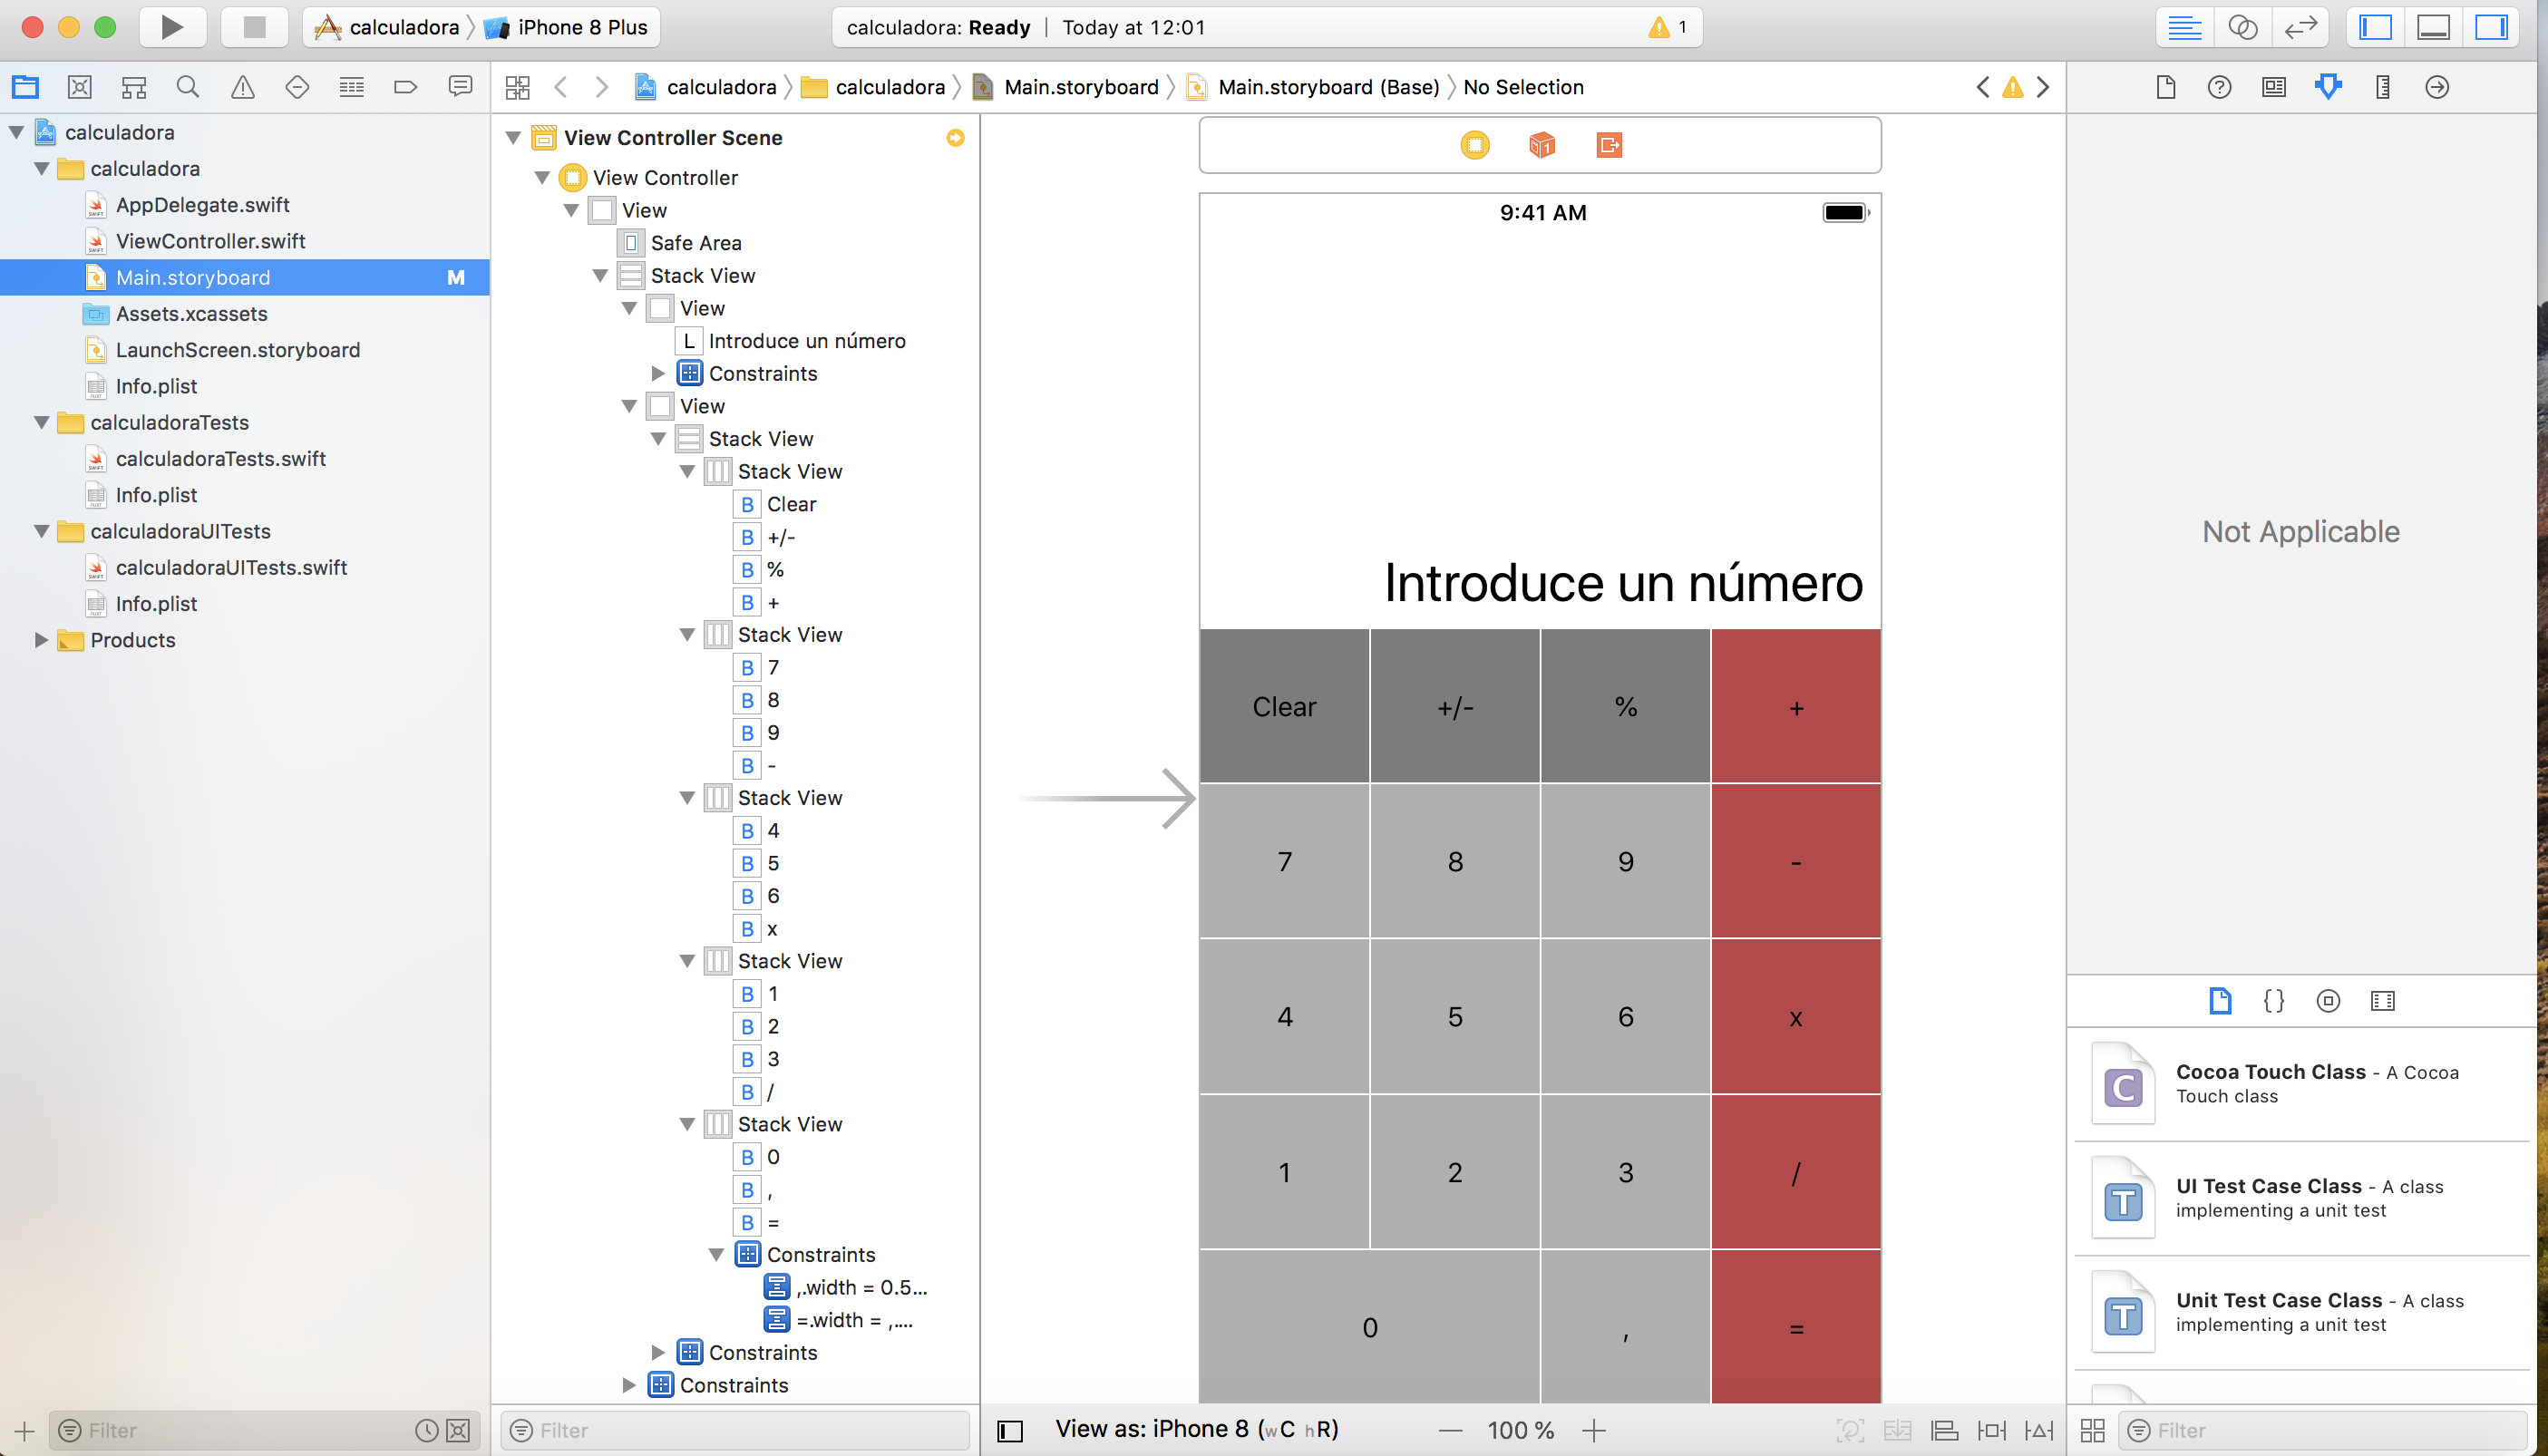 calculadora iPhone 8 Plus
calculadora: Ready | Today at 12:01
1
calculadora calculadora Main.storyboard Main.storyboard (Base) No Selection
calculadora
calculadora
AppDelegate.swift
ViewController.swift
Main.storyboard M
Assets.xcassets
LaunchScreen.storyboard
Info.plist
calculadoraTests
calculadoraTests.swift
Info.plist
calculadoraUITests
calculadoraUITests.swift
Info.plist
Products
Filter
View Controller Scene
View Controller
View
Safe Area
Stack View
View
L Introduce un número
Constraints
View
Stack View
Stack View
B Clear
B +/-
B %
B +
Stack View
B 7
B 8
B 9
B -
Stack View
B 4
B 5
B 6
B x
Stack View
B 1
B 2
B 3
B /
Stack View
B 0
B ,
B =
Constraints
,.width = 0.5...
=.width = ,....
Constraints
Constraints
Filter
1
9:41 AM
Introduce un número
Clear +/- % +
7 8 9 -
4 5 6 x
1 2 3 /
0 , =
View as: iPhone 8 (wC hR)
— 100 % +
Not Applicable
{}
C
Cocoa Touch Class - A Cocoa
Touch class
T
UI Test Case Class - A class
implementing a unit test
T
Unit Test Case Class - A class
implementing a unit test
Filter